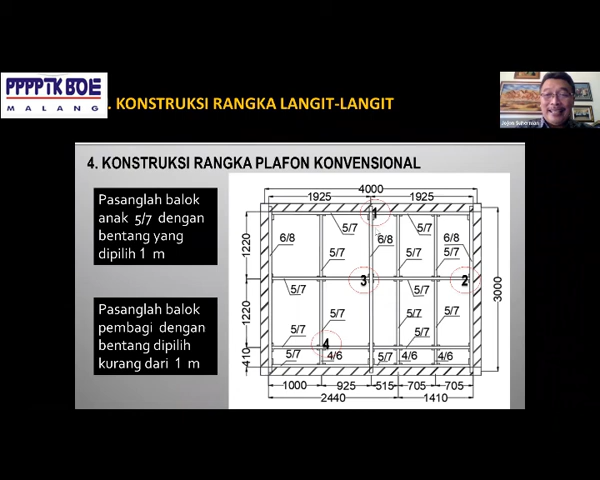 PPPPTK BOE
MALANG
. KONSTRUKSI RANGKA LANGIT-LANGIT
4. KONSTRUKSI RANGKA PLAFON KONVENSIONAL
Pasanglah balok
anak 5/7 dengan
bentang yang
dipilih 1 m
Pasanglah balok
pembagi dengan
bentang dipilih
kurang dari 1 m
4000
1925 1925
1
5/7 5/7
6/8 6/8 6/8
5/7 5/7 5/7
1220
3 2
3000
5/7 5/7
1220
5/7 5/7 5/7
5/7 5/7
4
410
5/7 4/6 5/7 4/6 4/6
1000 925 515 705 705
2440 1410